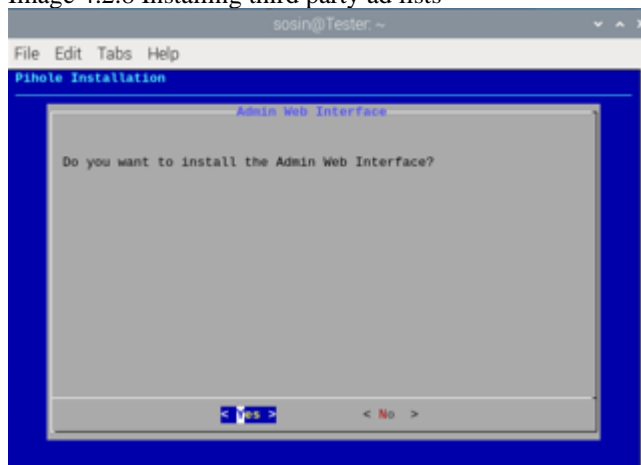 Image 4.2.8 Installing third party ad lists
sosin@Tester: ~
File Edit Tabs Help
Pihole Installation
Admin Web Interface
Do you want to install the Admin Web Interface?
< Yes > < No >